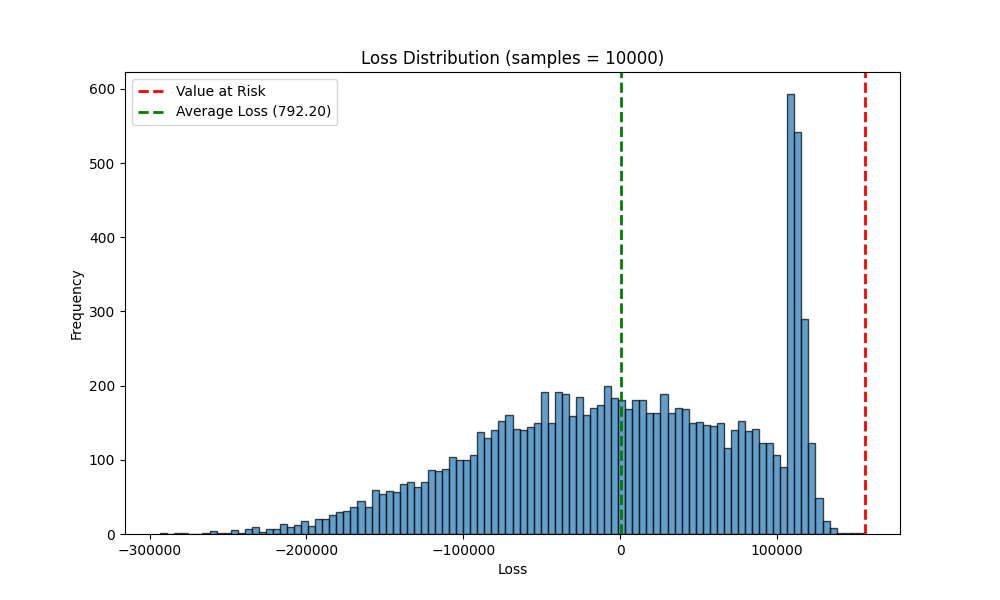 Loss Distribution (samples = 10000)
Value at Risk
Average Loss (792.20)
600
500
400
300
200
100
0
Frequency
−300000
−200000
−100000
0
100000
Loss